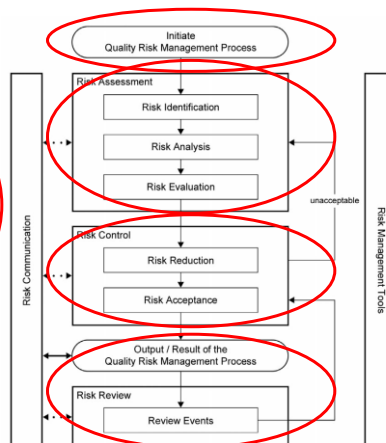 Initiate
Quality Risk Management Process
Risk Assessment
Risk Identification
Risk Analysis
Risk Evaluation
unacceptable
Risk Communication
Risk Management Tools
Risk Control
Risk Reduction
Risk Acceptance
Output / Result of the
Quality Risk Management Process
Risk Review
Review Events